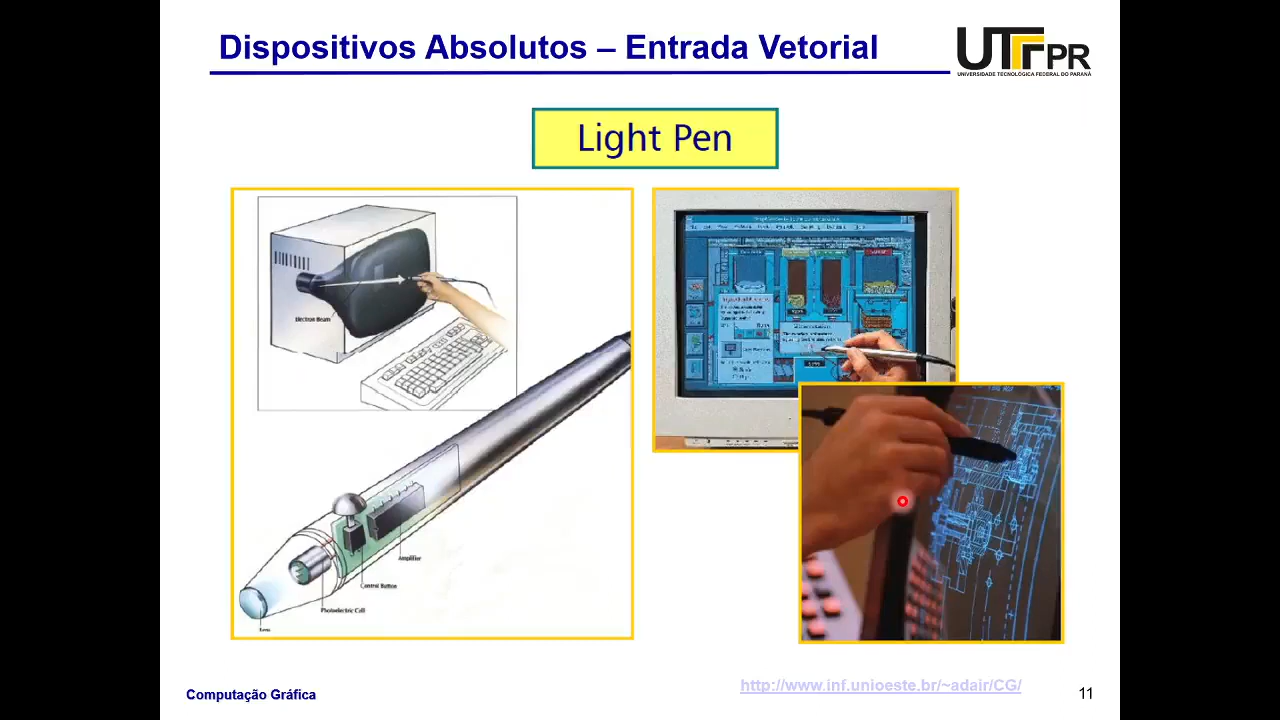 Dispositivos Absolutos – Entrada Vetorial
UTFPR
UNIVERSIDADE TECNOLÓGICA FEDERAL DO PARANÁ
Light Pen
Electron Beam
Amplifier
Control Button
Photoelectric Cell
Lens
Computação Gráfica
http://www.inf.unioeste.br/~adair/CG/
11